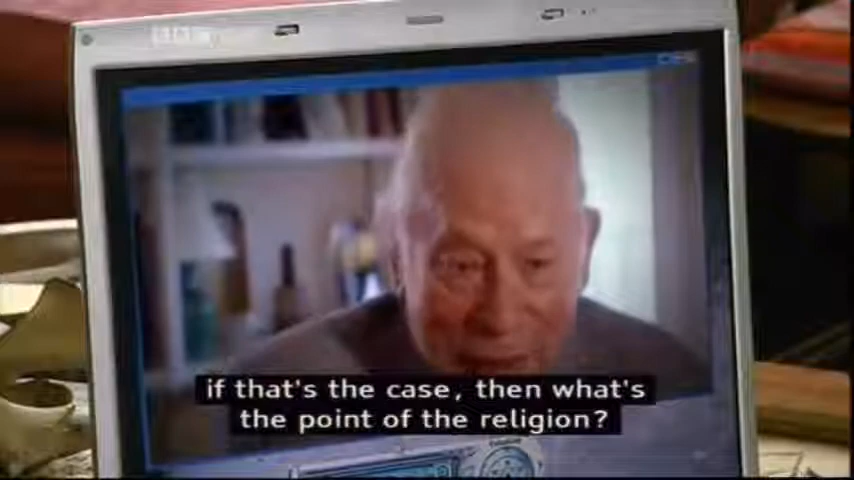 if that's the case, then what's
the point of the religion?